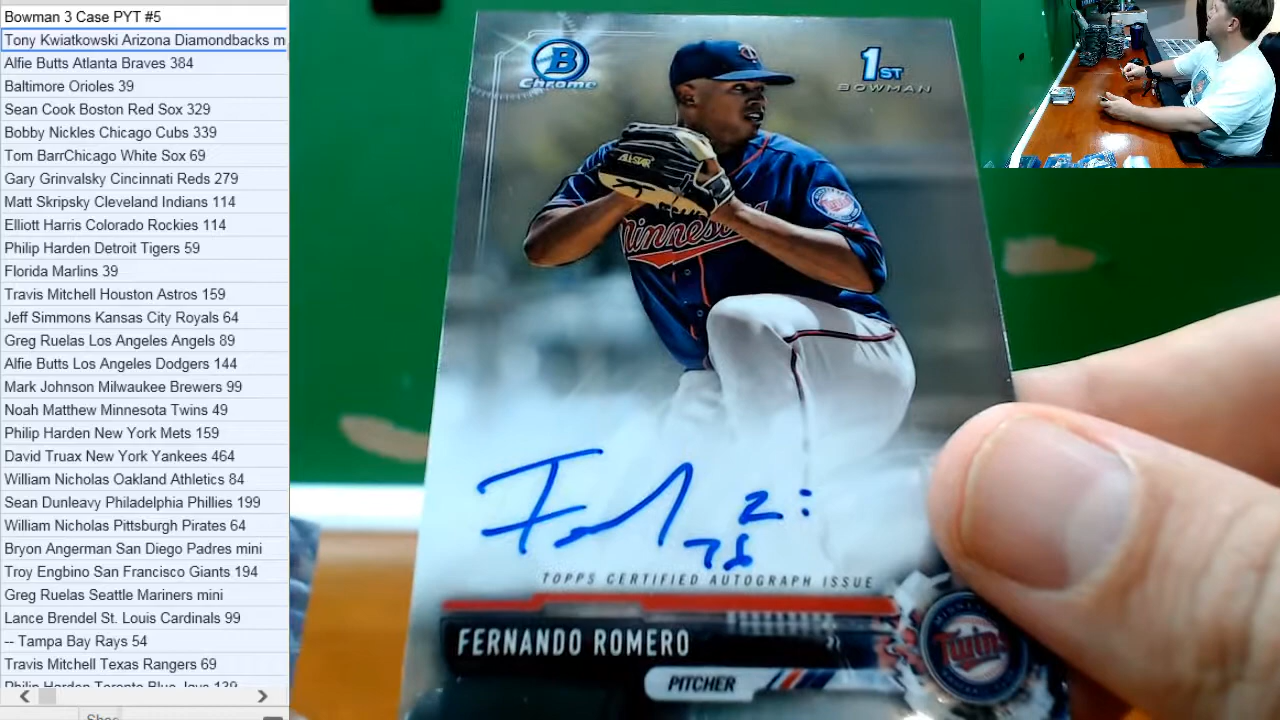 Bowman 3 Case PYT #5
Tony Kwiatkowski Arizona Diamondbacks m
Alfie Butts Atlanta Braves 384
Baltimore Orioles 39
Sean Cook Boston Red Sox 329
Bobby Nickles Chicago Cubs 339
Tom BarrChicago White Sox 69
Gary Grinvalsky Cincinnati Reds 279
Matt Skripsky Cleveland Indians 114
Elliott Harris Colorado Rockies 114
Philip Harden Detroit Tigers 59
Florida Marlins 39
Travis Mitchell Houston Astros 159
Jeff Simmons Kansas City Royals 64
Greg Ruelas Los Angeles Angels 89
Alfie Butts Los Angeles Dodgers 144
Mark Johnson Milwaukee Brewers 99
Noah Matthew Minnesota Twins 49
Philip Harden New York Mets 159
David Truax New York Yankees 464
William Nicholas Oakland Athletics 84
Sean Dunleavy Philadelphia Phillies 199
William Nicholas Pittsburgh Pirates 64
Bryon Angerman San Diego Padres mini
Troy Engbino San Francisco Giants 194
Greg Ruelas Seattle Mariners mini
Lance Brendel St. Louis Cardinals 99
-- Tampa Bay Rays 54
Travis Mitchell Texas Rangers 69
Philip Harden Toronto Blue Jays 139
B
Chrome
1ST
BOWMAN
ALL-STAR
Minnesota
TOPPS CERTIFIED AUTOGRAPH ISSUE
FERNANDO ROMERO
PITCHER
Twins